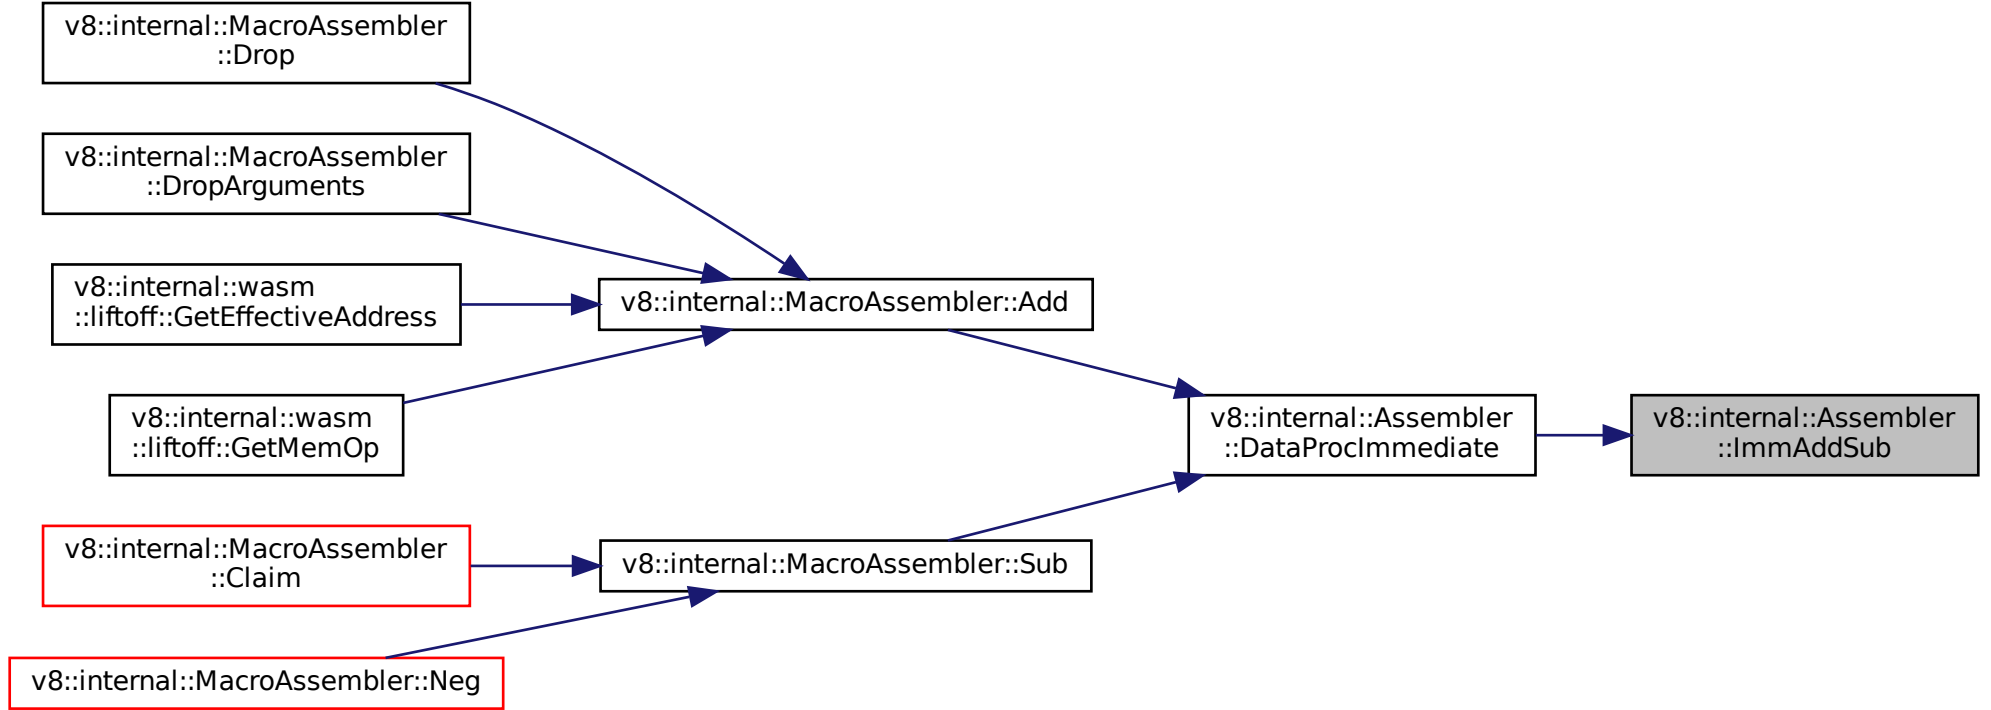 v8::internal::MacroAssembler
::Drop
v8::internal::MacroAssembler
::DropArguments
v8::internal::wasm
::liftoff::GetEffectiveAddress
v8::internal::wasm
::liftoff::GetMemOp
v8::internal::MacroAssembler
::Claim
v8::internal::MacroAssembler::Neg
v8::internal::MacroAssembler::Add
v8::internal::MacroAssembler::Sub
v8::internal::Assembler
::DataProcImmediate
v8::internal::Assembler
::ImmAddSub